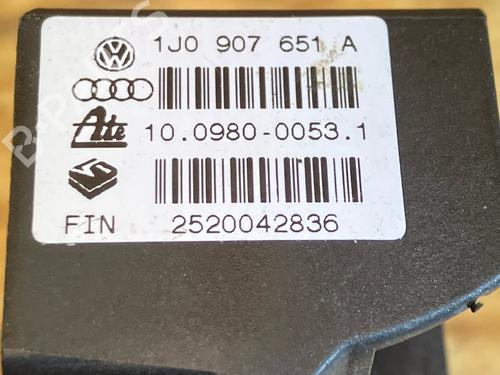 1J0 907 651 A
Ate 10.0980-0053.1
FIN 2520042836